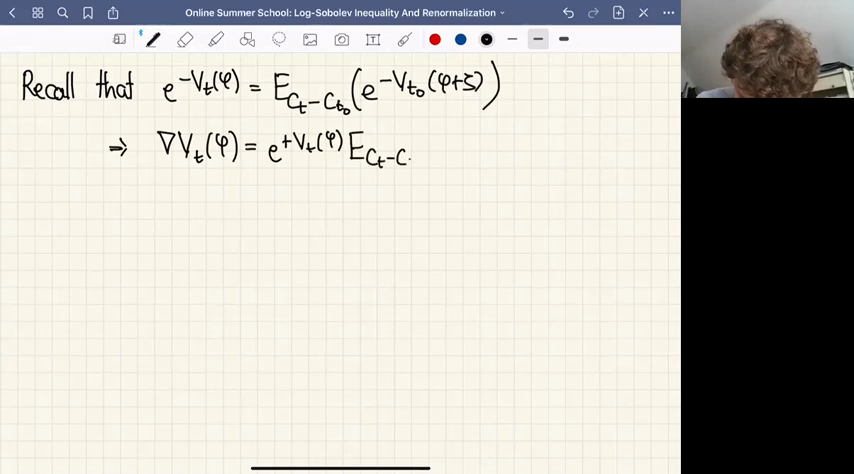 Online Summer School: Log-Sobolev Inequality And Renormalization
Recall that e^{-V_t(φ)} = E_{C_t-C_{t_0}}(e^{-V_{t_0}(φ+ζ)})
⇒ ∇V_t(φ) = e^{+V_t(φ)} E_{C_t-C